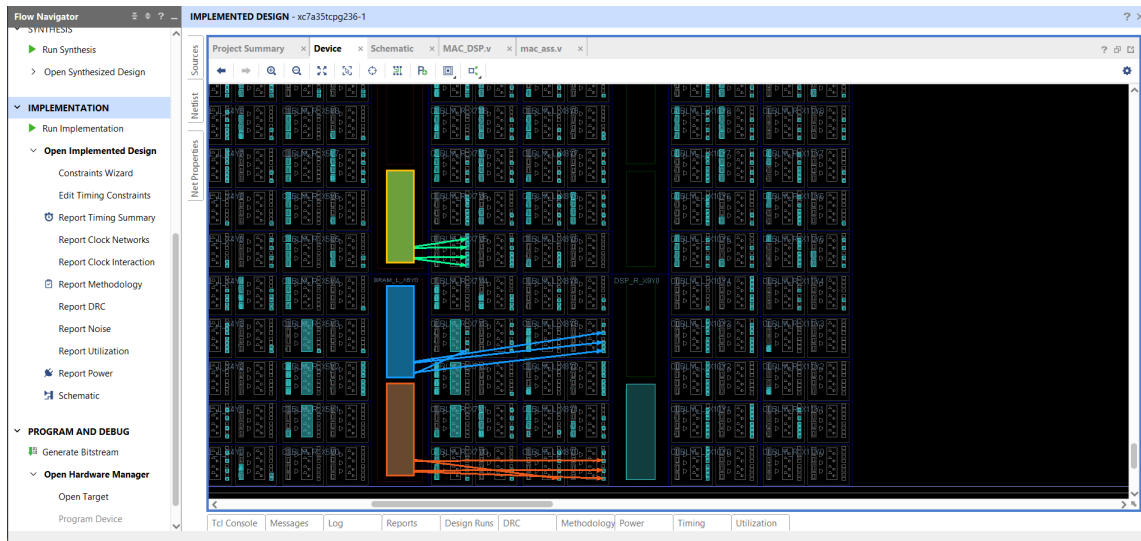 Flow Navigator
?
IMPLEMENTED DESIGN - xc7a35tcpg236-1
?
SYNTHESIS
Run Synthesis
Open Synthesized Design
IMPLEMENTATION
Run Implementation
Open Implemented Design
Constraints Wizard
Edit Timing Constraints
Report Timing Summary
Report Clock Networks
Report Clock Interaction
Report Methodology
Report DRC
Report Noise
Report Utilization
Report Power
Schematic
PROGRAM AND DEBUG
Generate Bitstream
Open Hardware Manager
Open Target
Program Device
Sources
Netlist
Net Properties
Project Summary
Device
Schematic
MAC_DSP.v
mac_ass.v
?
DSP_R_X9Y0
Tcl Console
Messages
Log
Reports
Design Runs
DRC
Methodology
Power
Timing
Utilization